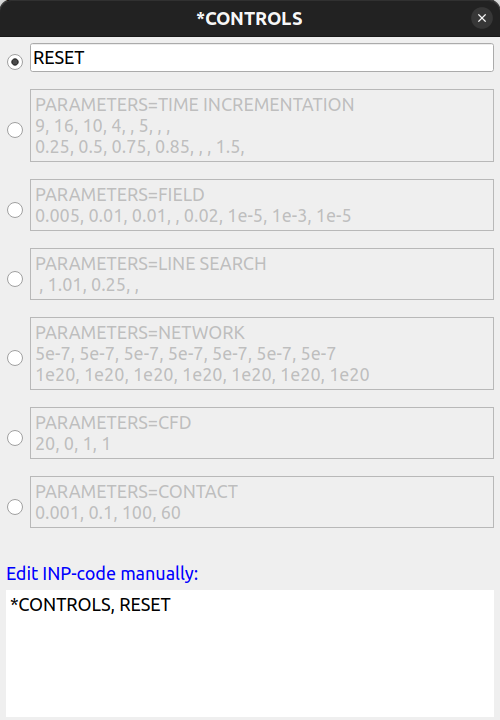 *CONTROLS
RESET
PARAMETERS=TIME INCREMENTATION
9, 16, 10, 4, , 5, , ,
0.25, 0.5, 0.75, 0.85, , , 1.5,
PARAMETERS=FIELD
0.005, 0.01, 0.01, , 0.02, 1e-5, 1e-3, 1e-5
PARAMETERS=LINE SEARCH
, 1.01, 0.25, ,
PARAMETERS=NETWORK
5e-7, 5e-7, 5e-7, 5e-7, 5e-7, 5e-7, 5e-7
1e20, 1e20, 1e20, 1e20, 1e20, 1e20, 1e20
PARAMETERS=CFD
20, 0, 1, 1
PARAMETERS=CONTACT
0.001, 0.1, 100, 60
Edit INP-code manually:
*CONTROLS, RESET